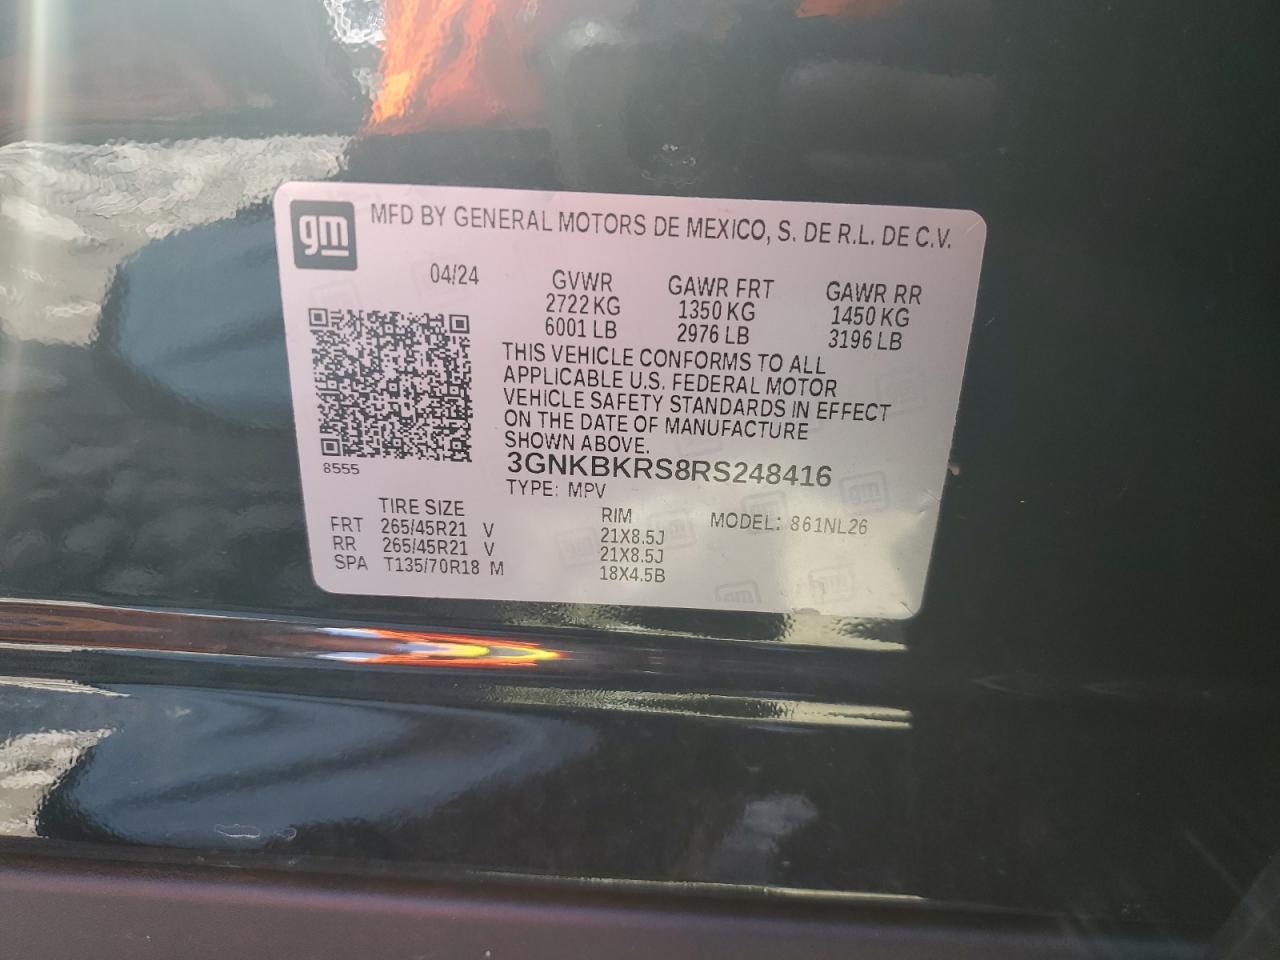 gm
MFD BY GENERAL MOTORS DE MEXICO, S. DE R.L. DE C.V.
04/24 GVWR GAWR FRT GAWR RR
2722 KG 1350 KG 1450 KG
6001 LB 2976 LB 3196 LB
THIS VEHICLE CONFORMS TO ALL
APPLICABLE U.S. FEDERAL MOTOR
VEHICLE SAFETY STANDARDS IN EFFECT
ON THE DATE OF MANUFACTURE
SHOWN ABOVE.
8555
3GNKBKRS8RS248416
TYPE: MPV
TIRE SIZE RIM MODEL: 861NL26
FRT 265/45R21 V 21X8.5J
RR 265/45R21 V 21X8.5J
SPA T135/70R18 M 18X4.5B